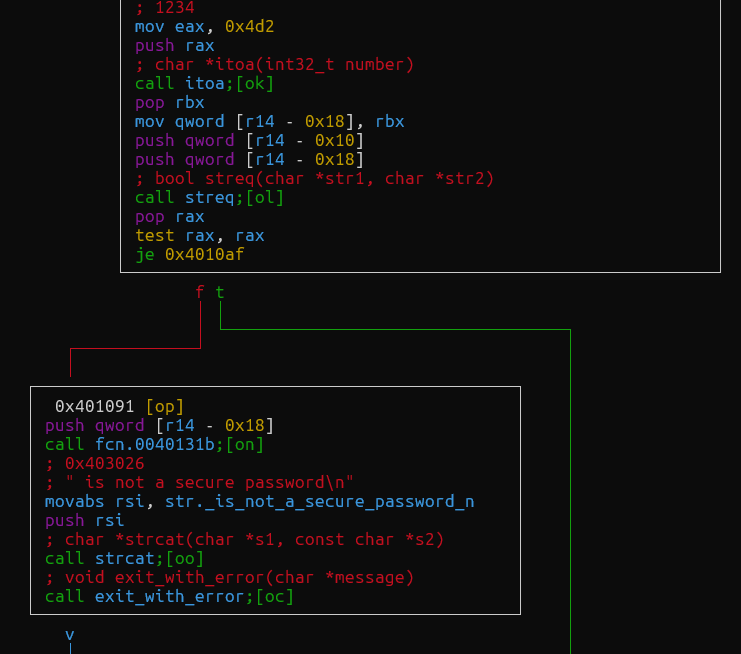 ; 1234
mov eax, 0x4d2
push rax
; char *itoa(int32_t number)
call itoa;[ok]
pop rbx
mov qword [r14 - 0x18], rbx
push qword [r14 - 0x10]
push qword [r14 - 0x18]
; bool streq(char *str1, char *str2)
call streq;[ol]
pop rax
test rax, rax
je 0x4010af
f t
0x401091 [op]
push qword [r14 - 0x18]
call fcn.0040131b;[on]
; 0x403026
; " is not a secure password\n"
movabs rsi, str._is_not_a_secure_password_n
push rsi
; char *strcat(char *s1, const char *s2)
call strcat;[oo]
; void exit_with_error(char *message)
call exit_with_error;[oc]
v